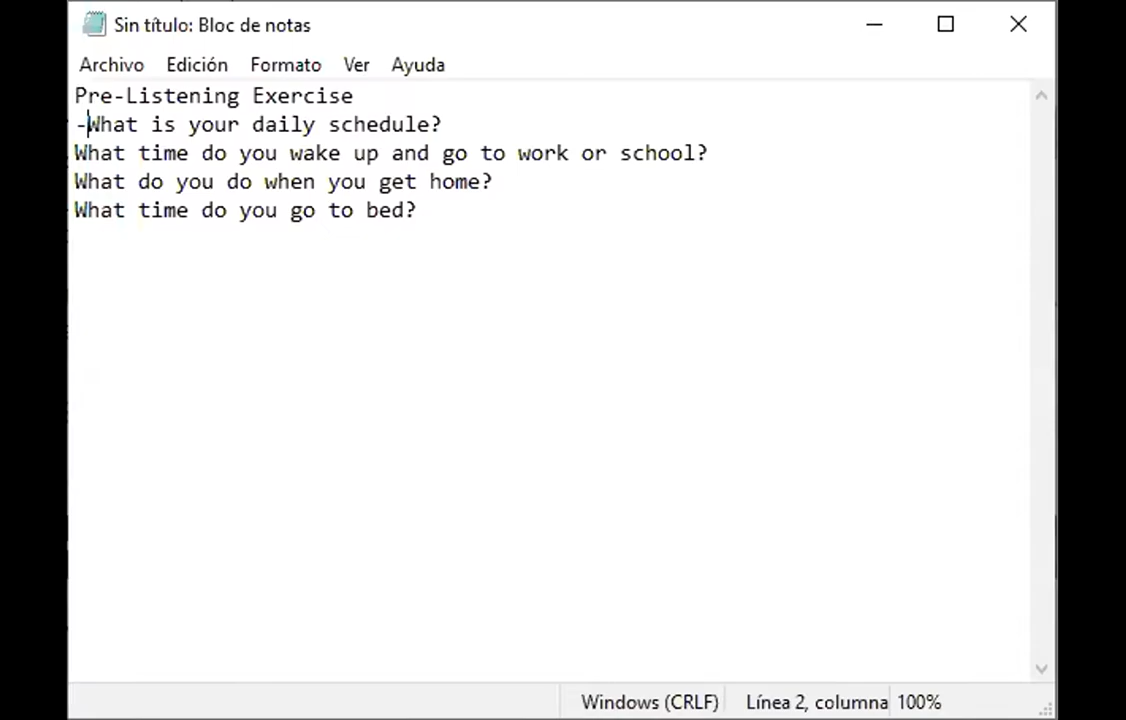 Sin título: Bloc de notas
Archivo Edición Formato Ver Ayuda
Pre-Listening Exercise
-What is your daily schedule?
What time do you wake up and go to work or school?
What do you do when you get home?
What time do you go to bed?
Windows (CRLF) Línea 2, columna 100%